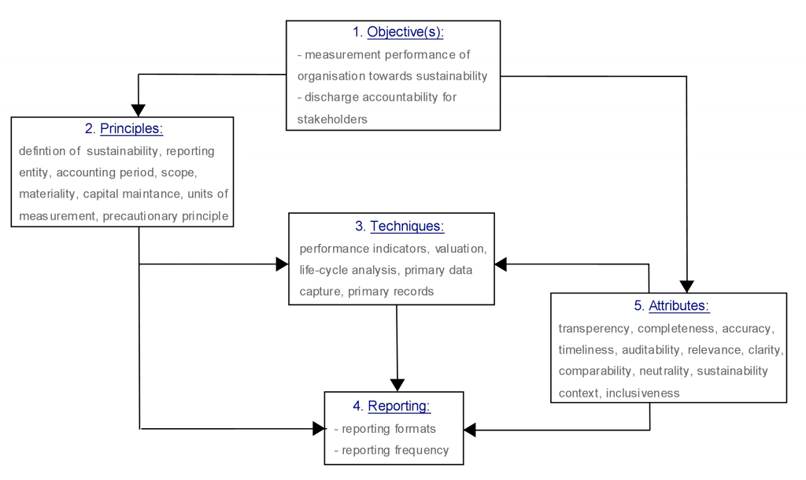 1. Objective(s):
- measurement performance of
organisation towards sustainability
- discharge accountability for
stakeholders
2. Principles:
defintion of sustainability, reporting
entity, accounting period, scope,
materiality, capital maintance, units of
measurement, precautionary principle
3. Techniques:
performance indicators, valuation,
life-cycle analysis, primary data
capture, primary records
5. Attributes:
transperency, completeness, accuracy,
timeliness, auditability, relevance, clarity,
comparability, neutrality, sustainability
context, inclusiveness
4. Reporting:
- reporting formats
- reporting frequency